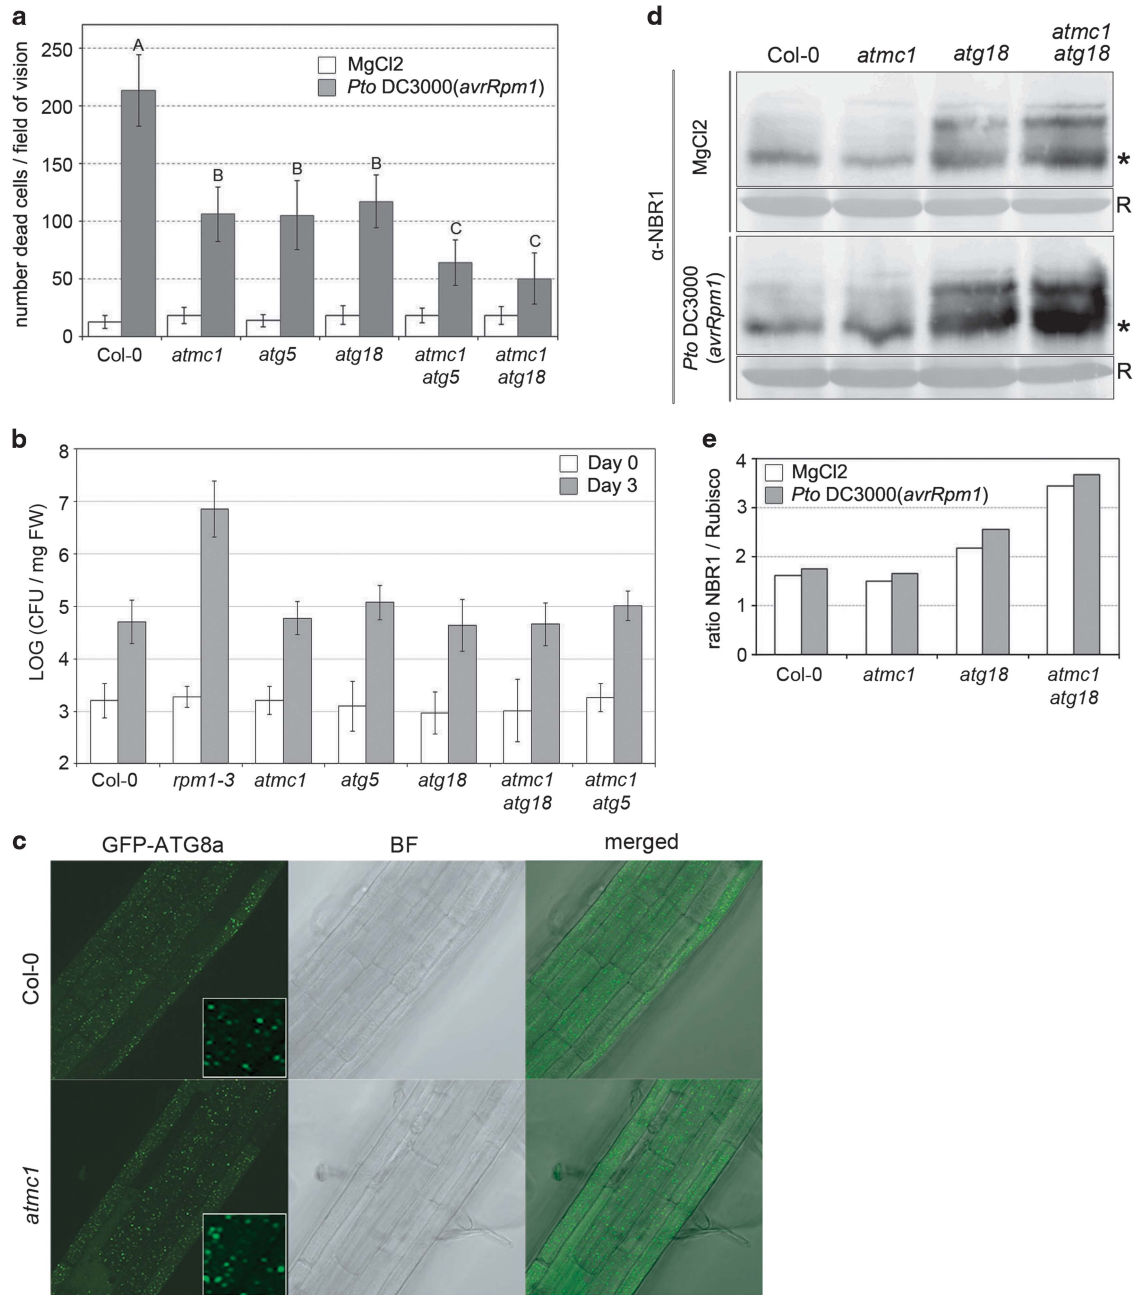 a
number dead cells / field of vision
250
200
150
100
50
0
MgCl2
Pto DC3000(avrRpm1)
A
B
B
B
C
C
Col-0
atmc1
atg5
atg18
atmc1
atg5
atmc1
atg18
b
LOG (CFU / mg FW)
8
7
6
5
4
3
2
Day 0
Day 3
Col-0
rpm1-3
atmc1
atg5
atg18
atmc1
atg18
atmc1
atg5
c
GFP-ATG8a
BF
merged
Col-0
atmc1
d
Col-0
atmc1
atg18
atmc1
atg18
α-NBR1
MgCl2
*
R
Pto DC3000
(avrRpm1)
*
R
e
ratio NBR1 / Rubisco
4
3
2
1
0
MgCl2
Pto DC3000(avrRpm1)
Col-0
atmc1
atg18
atmc1
atg18